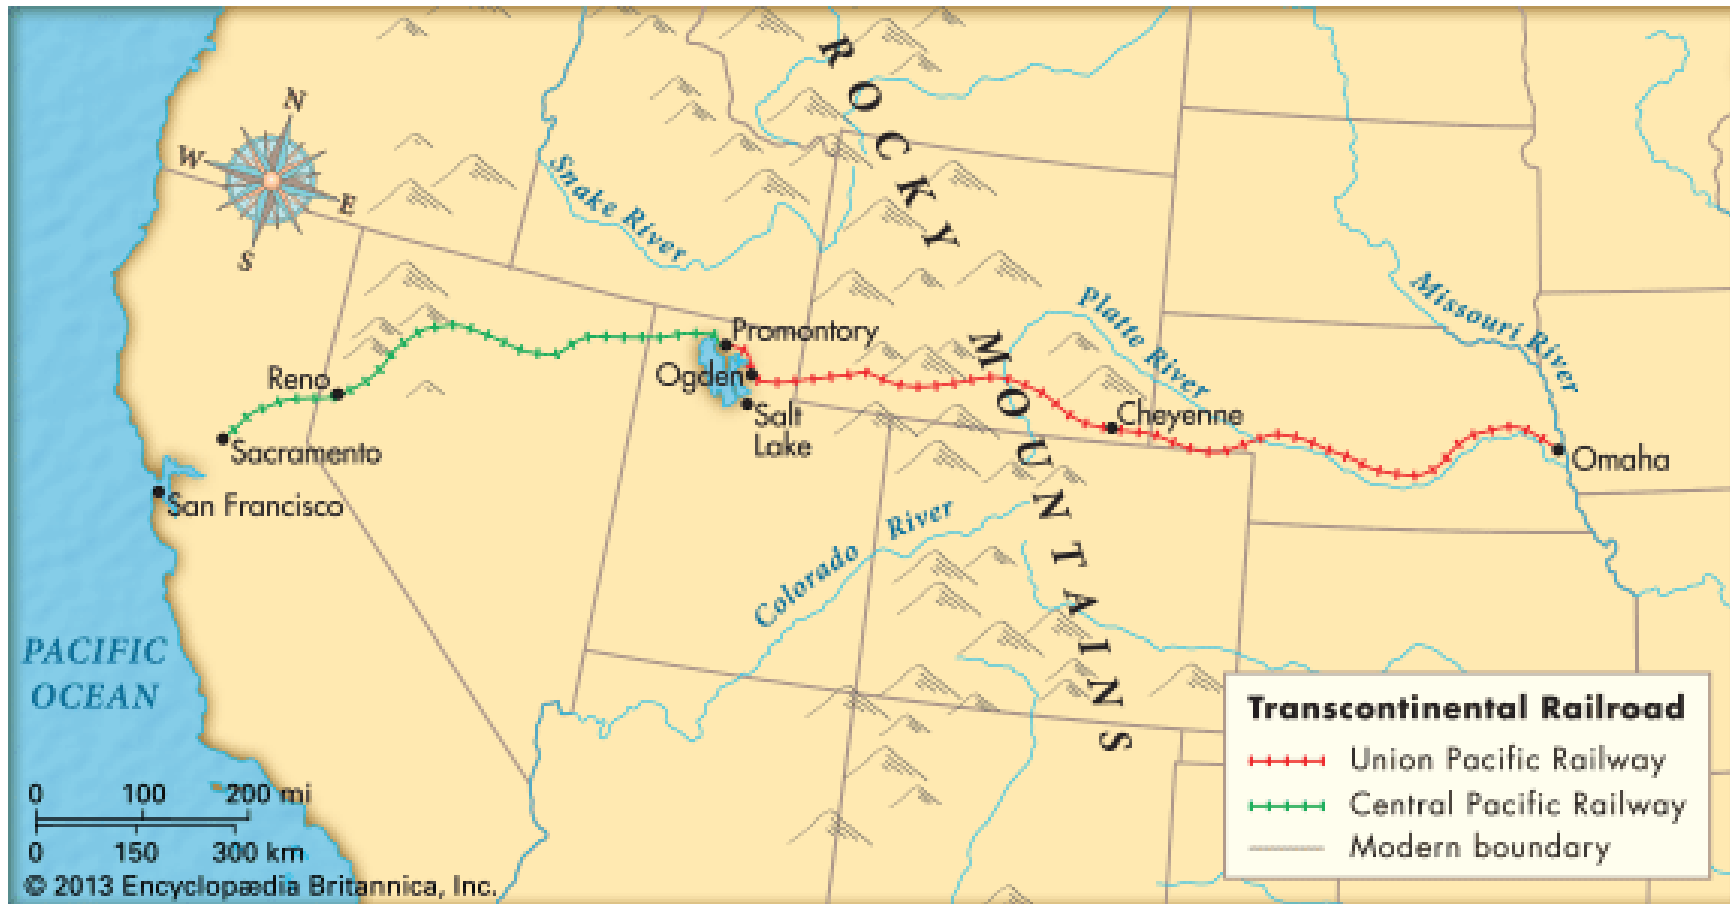 ROCKY MOUNTAINS
N
W
E
S
Snake River
Platte River
Missouri River
Promontory
Reno
Ogden
Salt
Lake
Cheyenne
Sacramento
Omaha
San Francisco
Colorado River
PACIFIC
OCEAN
Transcontinental Railroad
Union Pacific Railway
Central Pacific Railway
Modern boundary
0 100 200 mi
0 150 300 km
© 2013 Encyclopædia Britannica, Inc.